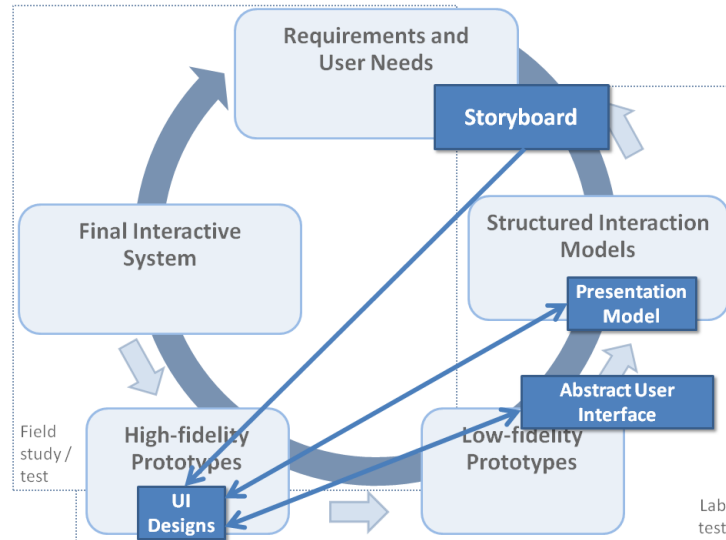 Requirements and
User Needs
Storyboard
Final Interactive
System
Structured Interaction
Models
Presentation
Model
Abstract User
Interface
Field
study /
test
High-fidelity
Prototypes
Low-fidelity
Prototypes
UI
Designs
Lab
test